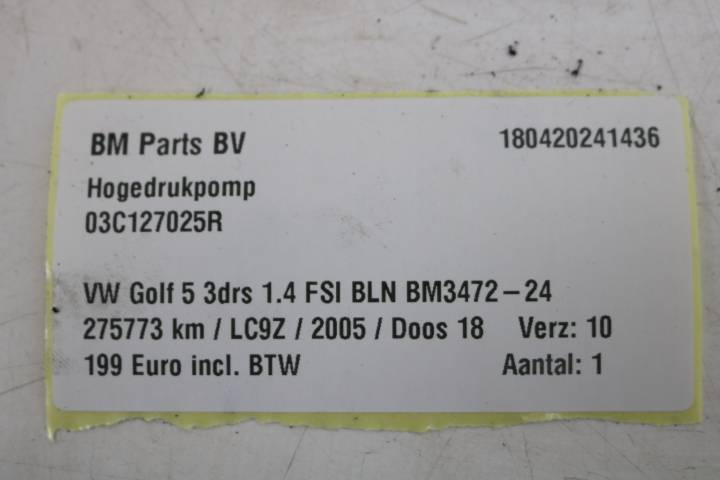 BM Parts BV 180420241436
Hogedrukpomp
03C127025R
VW Golf 5 3drs 1.4 FSI BLN BM3472-24
275773 km / LC9Z / 2005 / Doos 18 Verz: 10
199 Euro incl. BTW Aantal: 1